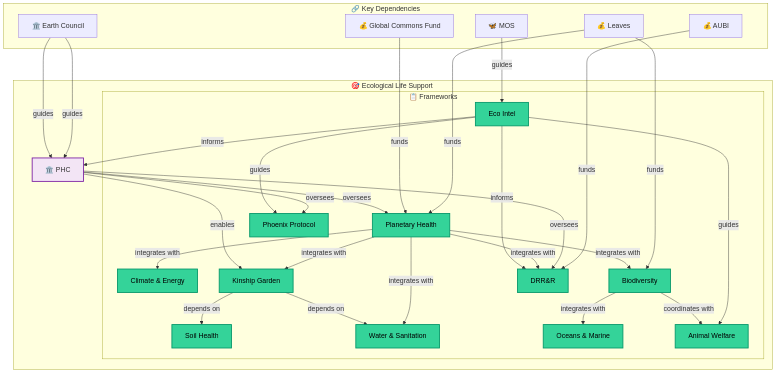 🔗 Key Dependencies
🏛️ Earth Council
💰 Global Commons Fund
🦋 MOS
💰 Leaves
💰 AUBI
guides
🎯 Ecological Life Support
📋 Frameworks
Eco Intel
guides
guides
informs
funds
funds
🏛️ PHC
guides
funds
funds
oversees
oversees
informs
enables
Phoenix Protocol
Planetary Health
oversees
guides
integrates with
integrates with
integrates with
integrates with
Climate & Energy
Kinship Garden
integrates with
DRR&R
Biodiversity
depends on
depends on
integrates with
coordinates with
Soil Health
Water & Sanitation
Oceans & Marine
Animal Welfare